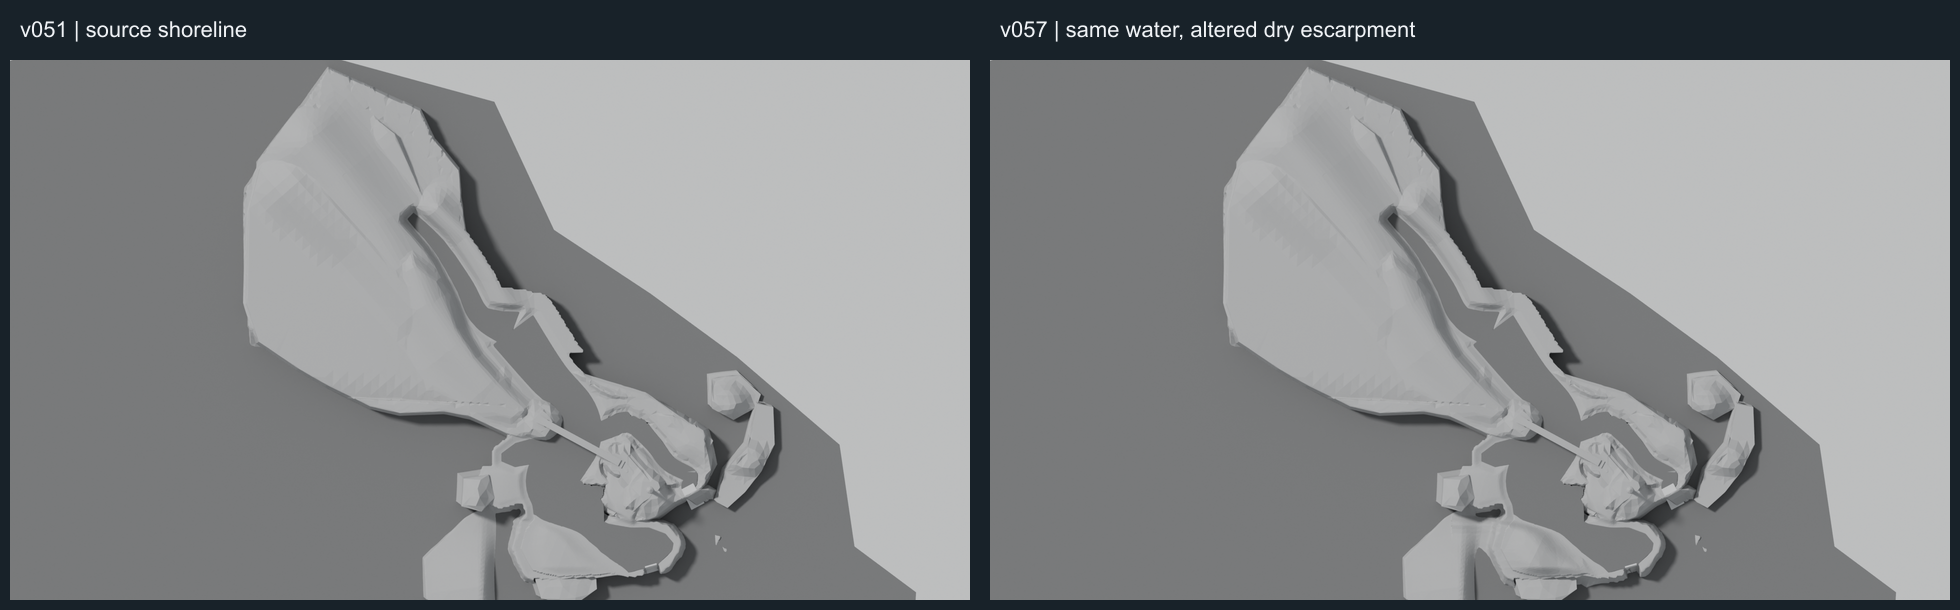 v051 | source shoreline
v057 | same water, altered dry escarpment